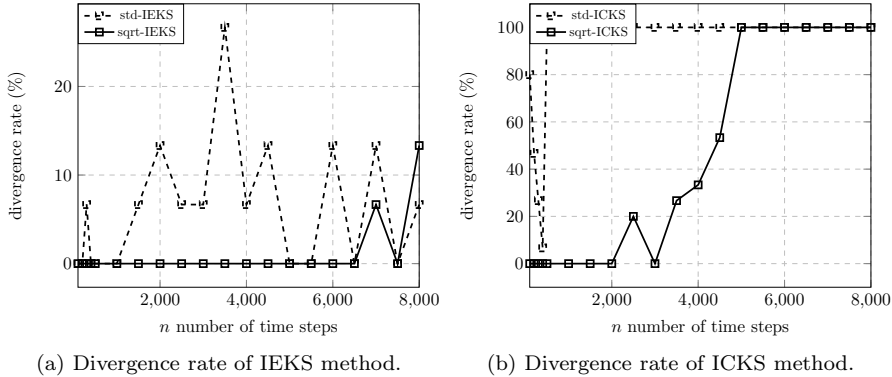 std-IEKS
sqrt-IEKS
20
10
0
2,000
4,000
6,000
8,000
divergence rate (%)
n number of time steps
(a) Divergence rate of IEKS method.
std-ICKS
sqrt-ICKS
100
80
60
40
20
0
2,000
4,000
6,000
8,000
divergence rate (%)
n number of time steps
(b) Divergence rate of ICKS method.